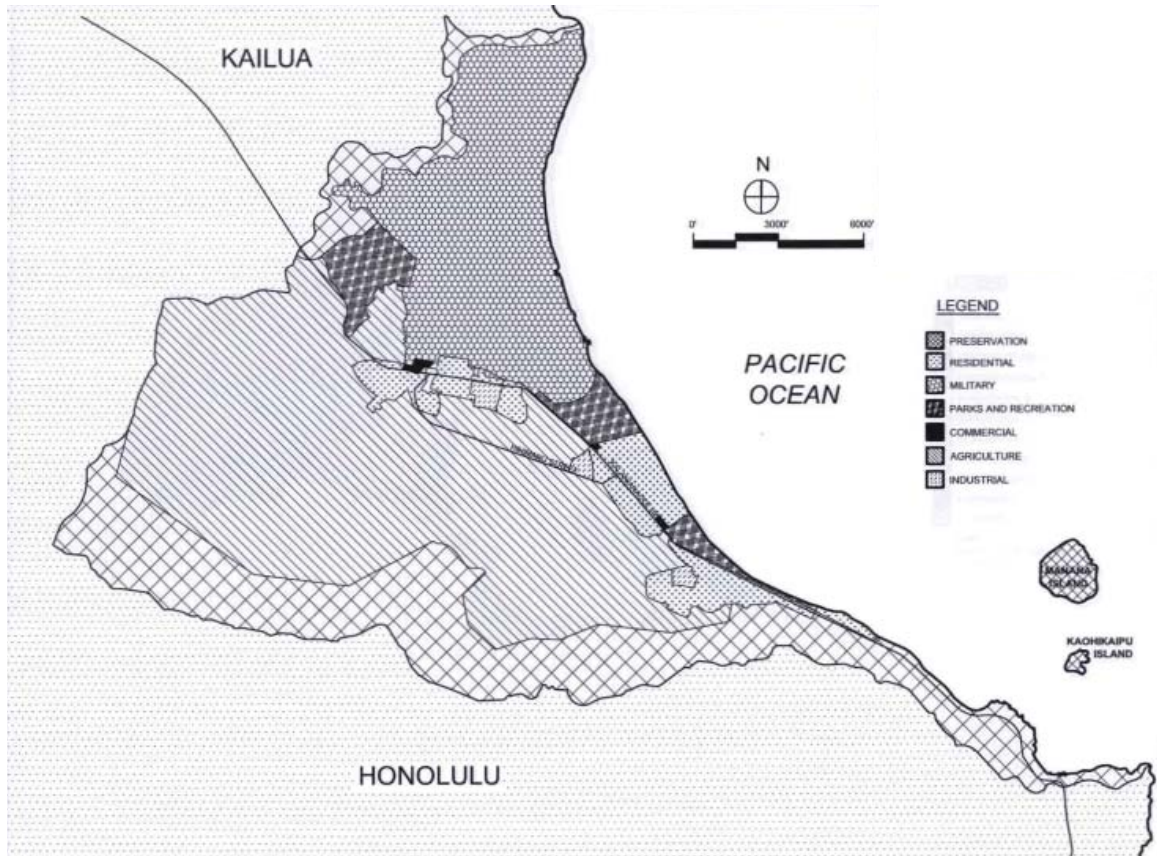 KAILUA
N
0' 3000' 6000'
LEGEND
PRESERVATION
RESIDENTIAL
MILITARY
PARKS AND RECREATION
COMMERCIAL
AGRICULTURE
INDUSTRIAL
PACIFIC
OCEAN
MANANA
ISLAND
KAOHIKAIPU
ISLAND
HONOLULU